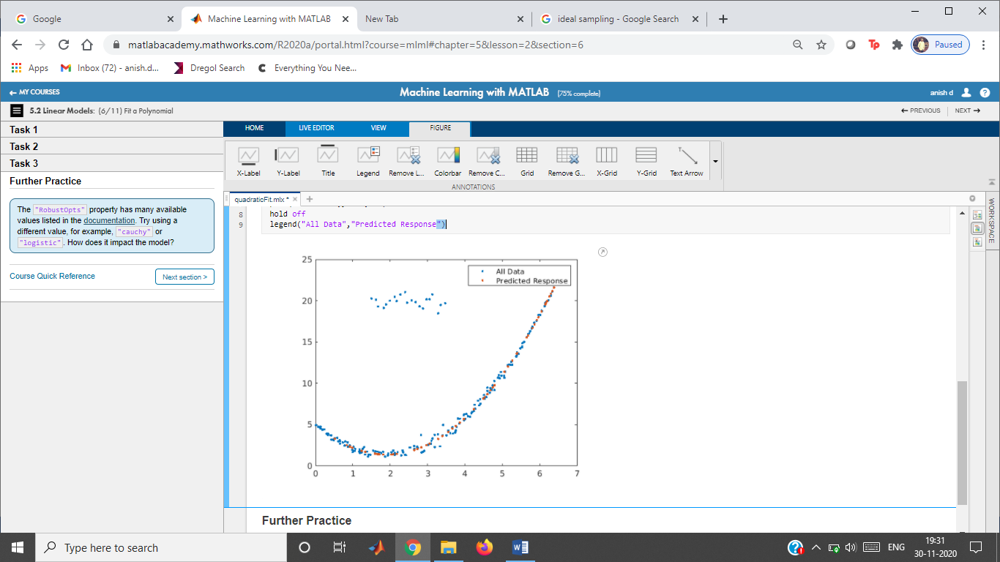 Google
Machine Learning with MATLAB
New Tab
ideal sampling - Google Search
matlabacademy.mathworks.com/R2020a/portal.html?course=mlml#chapter=5&lesson=2&section=6
Paused
Apps
Inbox (72) - anish.d...
Dregol Search
Everything You Nee...
MY COURSES
Machine Learning with MATLAB [75% complete]
anish d
5.2 Linear Models: (6/11) Fit a Polynomial
PREVIOUS
NEXT
Task 1
Task 2
Task 3
Further Practice
The "RobustOpts" property has many available
values listed in the documentation. Try using a
different value, for example, "cauchy" or
"logistic". How does it impact the model?
Course Quick Reference
Next section >
HOME
LIVE EDITOR
VIEW
FIGURE
X-Label
Y-Label
Title
Legend
Remove L...
Colorbar
Remove C...
Grid
Remove G...
X-Grid
Y-Grid
Text Arrow
ANNOTATIONS
quadraticFit.mlx *
WORKSPACE
8 hold off
9 legend("All Data","Predicted Response")
25
20
15
10
5
0
0 1 2 3 4 5 6 7
All Data
Predicted Response
Further Practice
Type here to search
ENG
19:31
30-11-2020